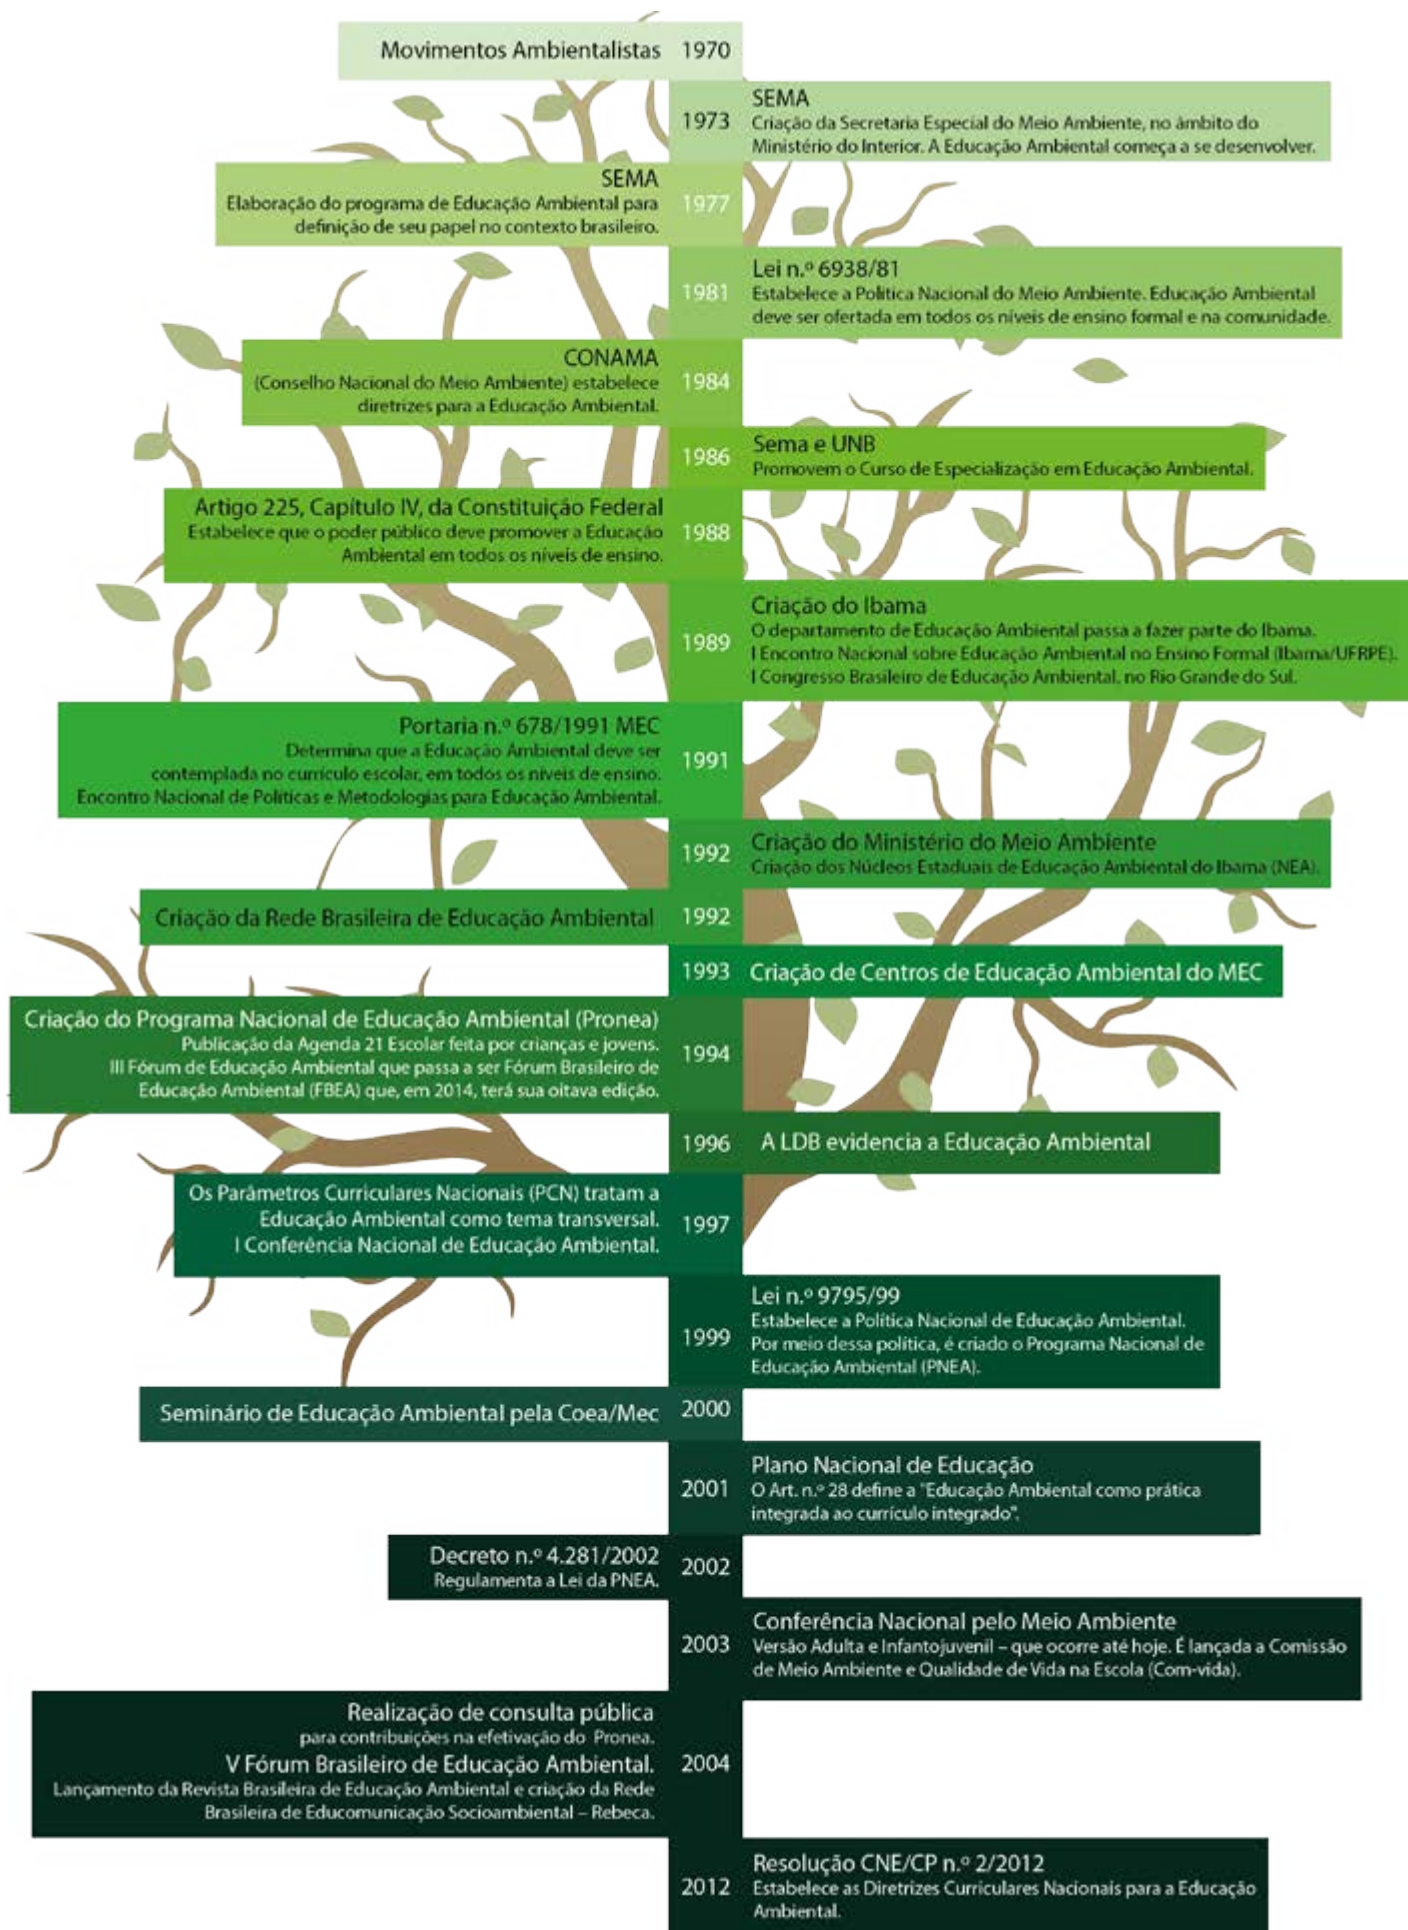 Movimentos Ambientalistas 1970
SEMA
1973 Criação da Secretaria Especial do Meio Ambiente, no âmbito do
Ministério do Interior. A Educação Ambiental começa a se desenvolver.
SEMA
Elaboração do programa de Educação Ambiental para 1977
definição de seu papel no contexto brasileiro.
Lei n.º 6938/81
1981 Estabelece a Política Nacional do Meio Ambiente. Educação Ambiental
deve ser ofertada em todos os níveis de ensino formal e na comunidade.
CONAMA
(Conselho Nacional do Meio Ambiente) estabelece 1984
diretrizes para a Educação Ambiental.
1986 Sema e UNB
Promovem o Curso de Especialização em Educação Ambiental.
Artigo 225, Capítulo IV, da Constituição Federal
Estabelece que o poder público deve promover a Educação 1988
Ambiental em todos os níveis de ensino.
Criação do Ibama
O departamento de Educação Ambiental passa a fazer parte do Ibama.
1989 I Encontro Nacional sobre Educação Ambiental no Ensino Formal (Ibama/UFRPE).
I Congresso Brasileiro de Educação Ambiental, no Rio Grande do Sul.
Portaria n.º 678/1991 MEC
Determina que a Educação Ambiental deve ser 1991
contemplada no currículo escolar, em todos os níveis de ensino.
Encontro Nacional de Políticas e Metodologias para Educação Ambiental.
1992 Criação do Ministério do Meio Ambiente
Criação dos Núcleos Estaduais de Educação Ambiental do Ibama (NEA).
Criação da Rede Brasileira de Educação Ambiental 1992
1993 Criação de Centros de Educação Ambiental do MEC
Criação do Programa Nacional de Educação Ambiental (Pronea)
Publicação da Agenda 21 Escolar feita por crianças e jovens. 1994
III Fórum de Educação Ambiental que passa a ser Fórum Brasileiro de
Educação Ambiental (FBEA) que, em 2014, terá sua oitava edição.
1996 A LDB evidencia a Educação Ambiental
Os Parâmetros Curriculares Nacionais (PCN) tratam a
Educação Ambiental como tema transversal. 1997
I Conferência Nacional de Educação Ambiental.
Lei n.º 9795/99
Estabelece a Política Nacional de Educação Ambiental.
1999 Por meio dessa política, é criado o Programa Nacional de
Educação Ambiental (PNEA).
Seminário de Educação Ambiental pela Coea/Mec 2000
Plano Nacional de Educação
2001 O Art. n.º 28 define a "Educação Ambiental como prática
integrada ao currículo integrado".
Decreto n.º 4.281/2002 2002
Regulamenta a Lei da PNEA.
Conferência Nacional pelo Meio Ambiente
2003 Versão Adulta e Infantojuvenil – que ocorre até hoje. É lançada a Comissão
de Meio Ambiente e Qualidade de Vida na Escola (Com-vida).
Realização de consulta pública
para contribuições na efetivação do Pronea.
V Fórum Brasileiro de Educação Ambiental. 2004
Lançamento da Revista Brasileira de Educação Ambiental e criação da Rede
Brasileira de Educomunicação Socioambiental – Rebeca.
Resolução CNE/CP n.º 2/2012
2012 Estabelece as Diretrizes Curriculares Nacionais para a Educação
Ambiental.